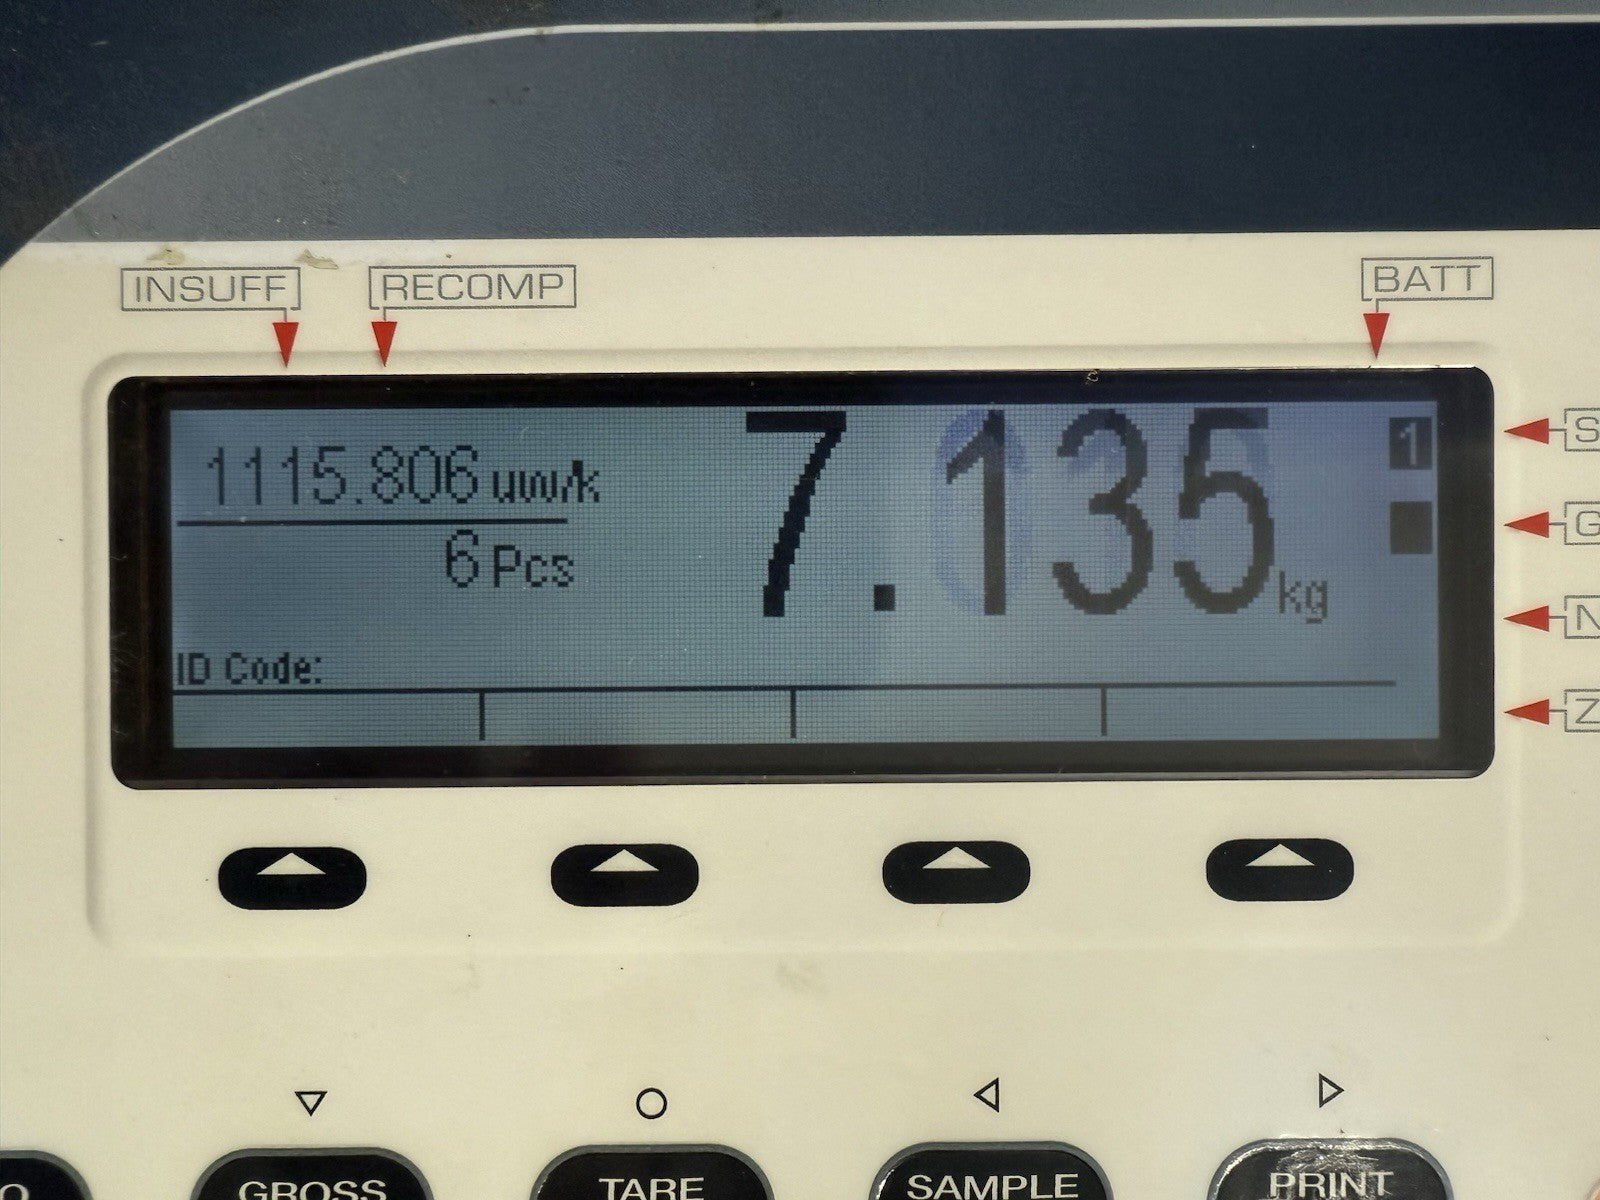 INSUFF RECOMP BATT
1115.806 uw/k 7.135 kg 1
6 Pcs
ID Code:
S
G
N
Z
GROSS TARE SAMPLE PRINT